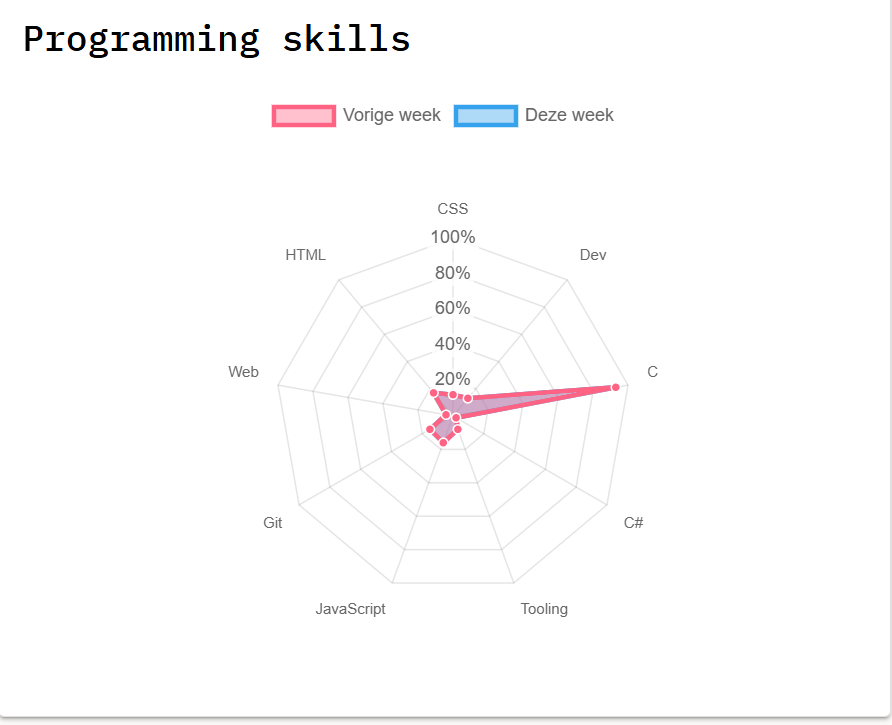 Programming skills
Vorige week
Deze week
CSS
100%
HTML
Dev
80%
60%
40%
Web
C
20%
Git
C#
JavaScript
Tooling